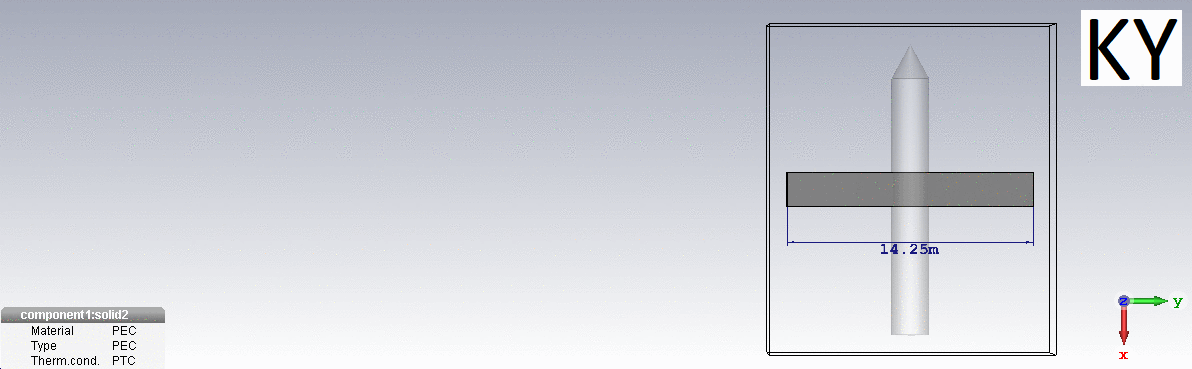 KY
14.25m
z
y
x
component1:solid2
Material PEC
Type PEC
Therm.cond. PTC